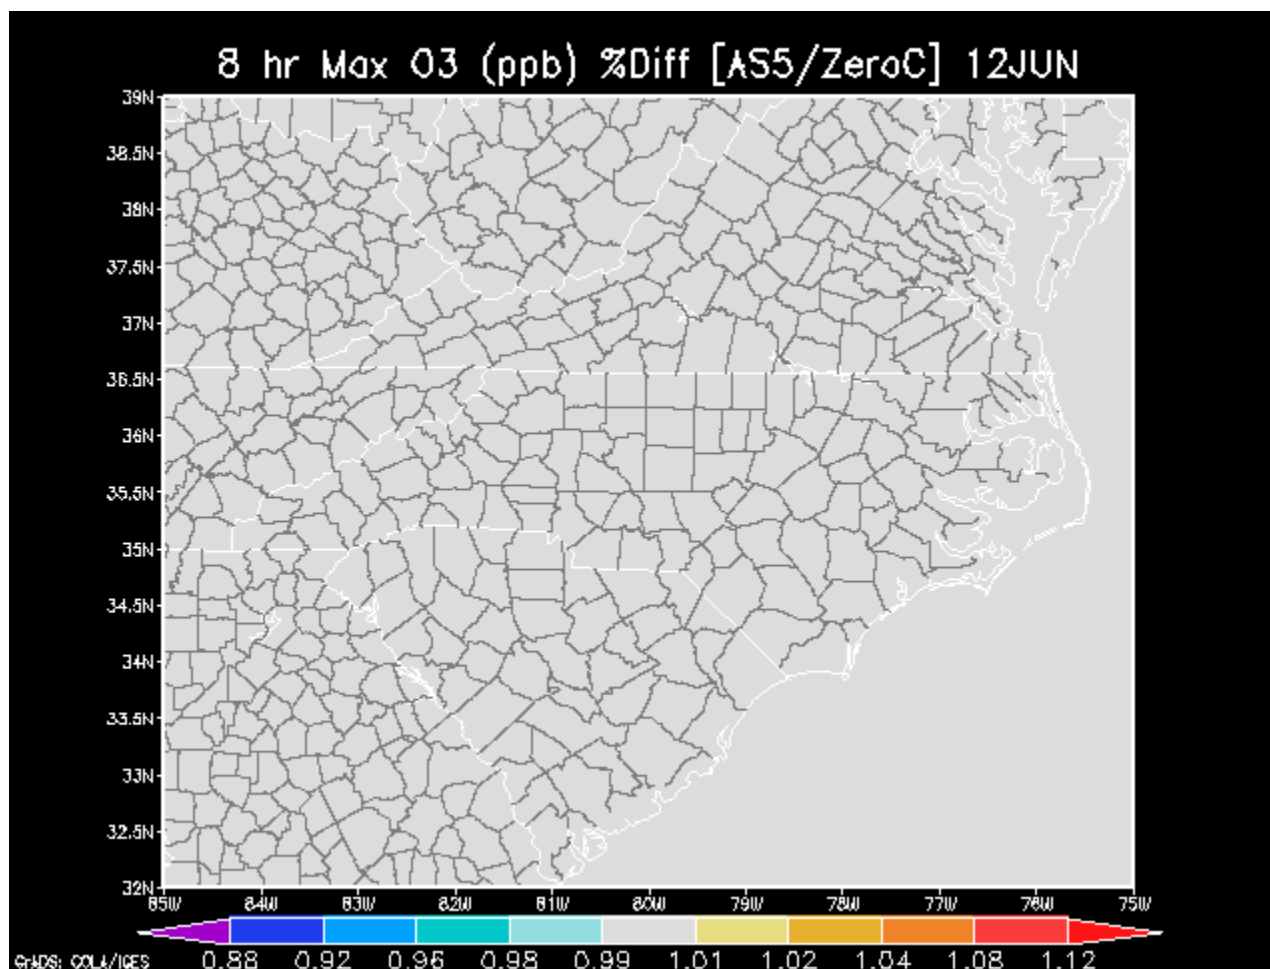 8 hr Max O3 (ppb) %Diff [AS5/ZeroC] 12JUN
39N
38.5N
38N
37.5N
37N
36.5N
36N
35.5N
35N
34.5N
34N
33.5N
33N
32.5N
32N
85W 84W 83W 82W 81W 80W 79W 78W 77W 76W 75W
GrADS: COLA/IGES
0.88 0.92 0.96 0.98 0.99 1.01 1.02 1.04 1.08 1.12